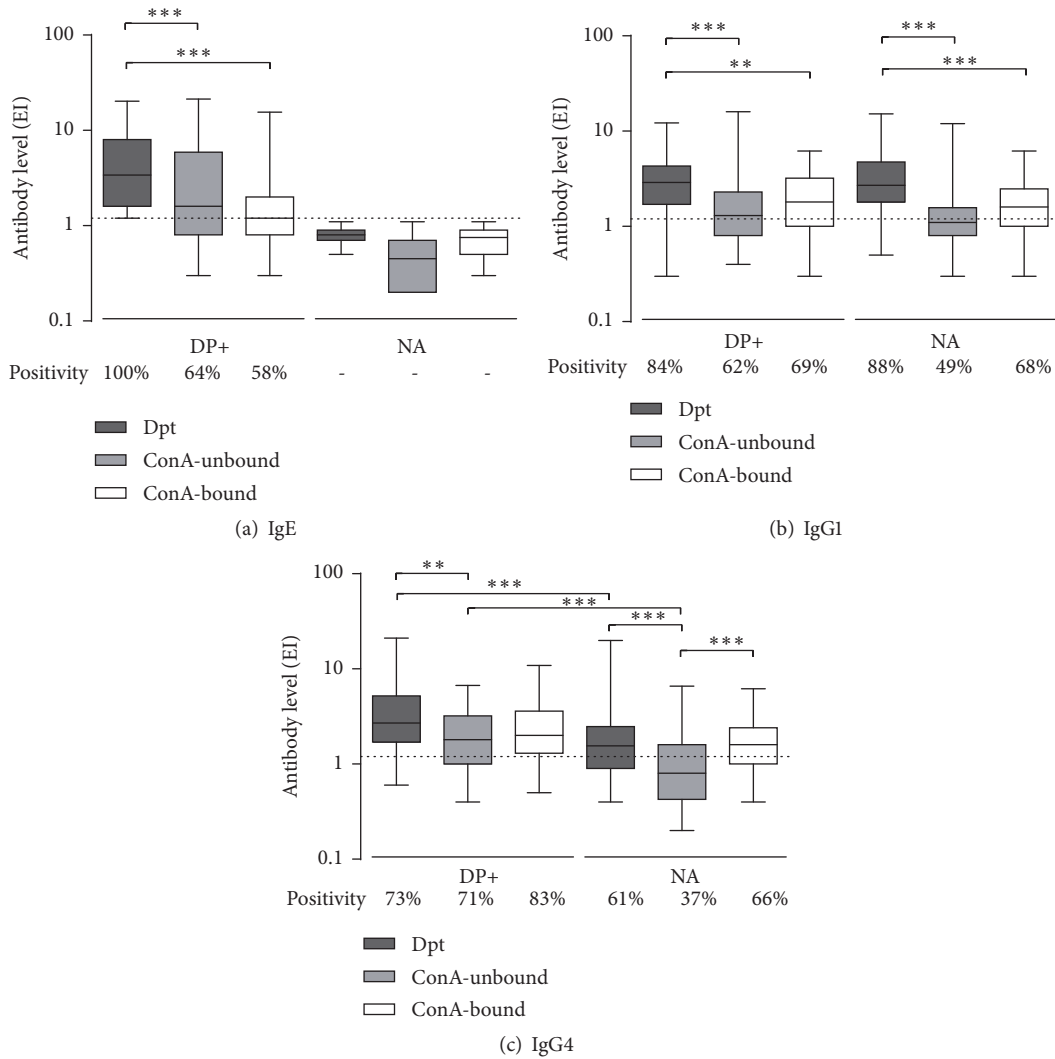 ***
***
100
10
1
0.1
Antibody level (EI)
DP+ NA
Positivity 100% 64% 58% - - -
Dpt
ConA-unbound
ConA-bound
(a) IgE
*** ***
** ***
100
10
1
0.1
Antibody level (EI)
DP+ NA
Positivity 84% 62% 69% 88% 49% 68%
Dpt
ConA-unbound
ConA-bound
(b) IgG1
**
***
***
***
***
100
10
1
0.1
Antibody level (EI)
DP+ NA
Positivity 73% 71% 83% 61% 37% 66%
Dpt
ConA-unbound
ConA-bound
(c) IgG4